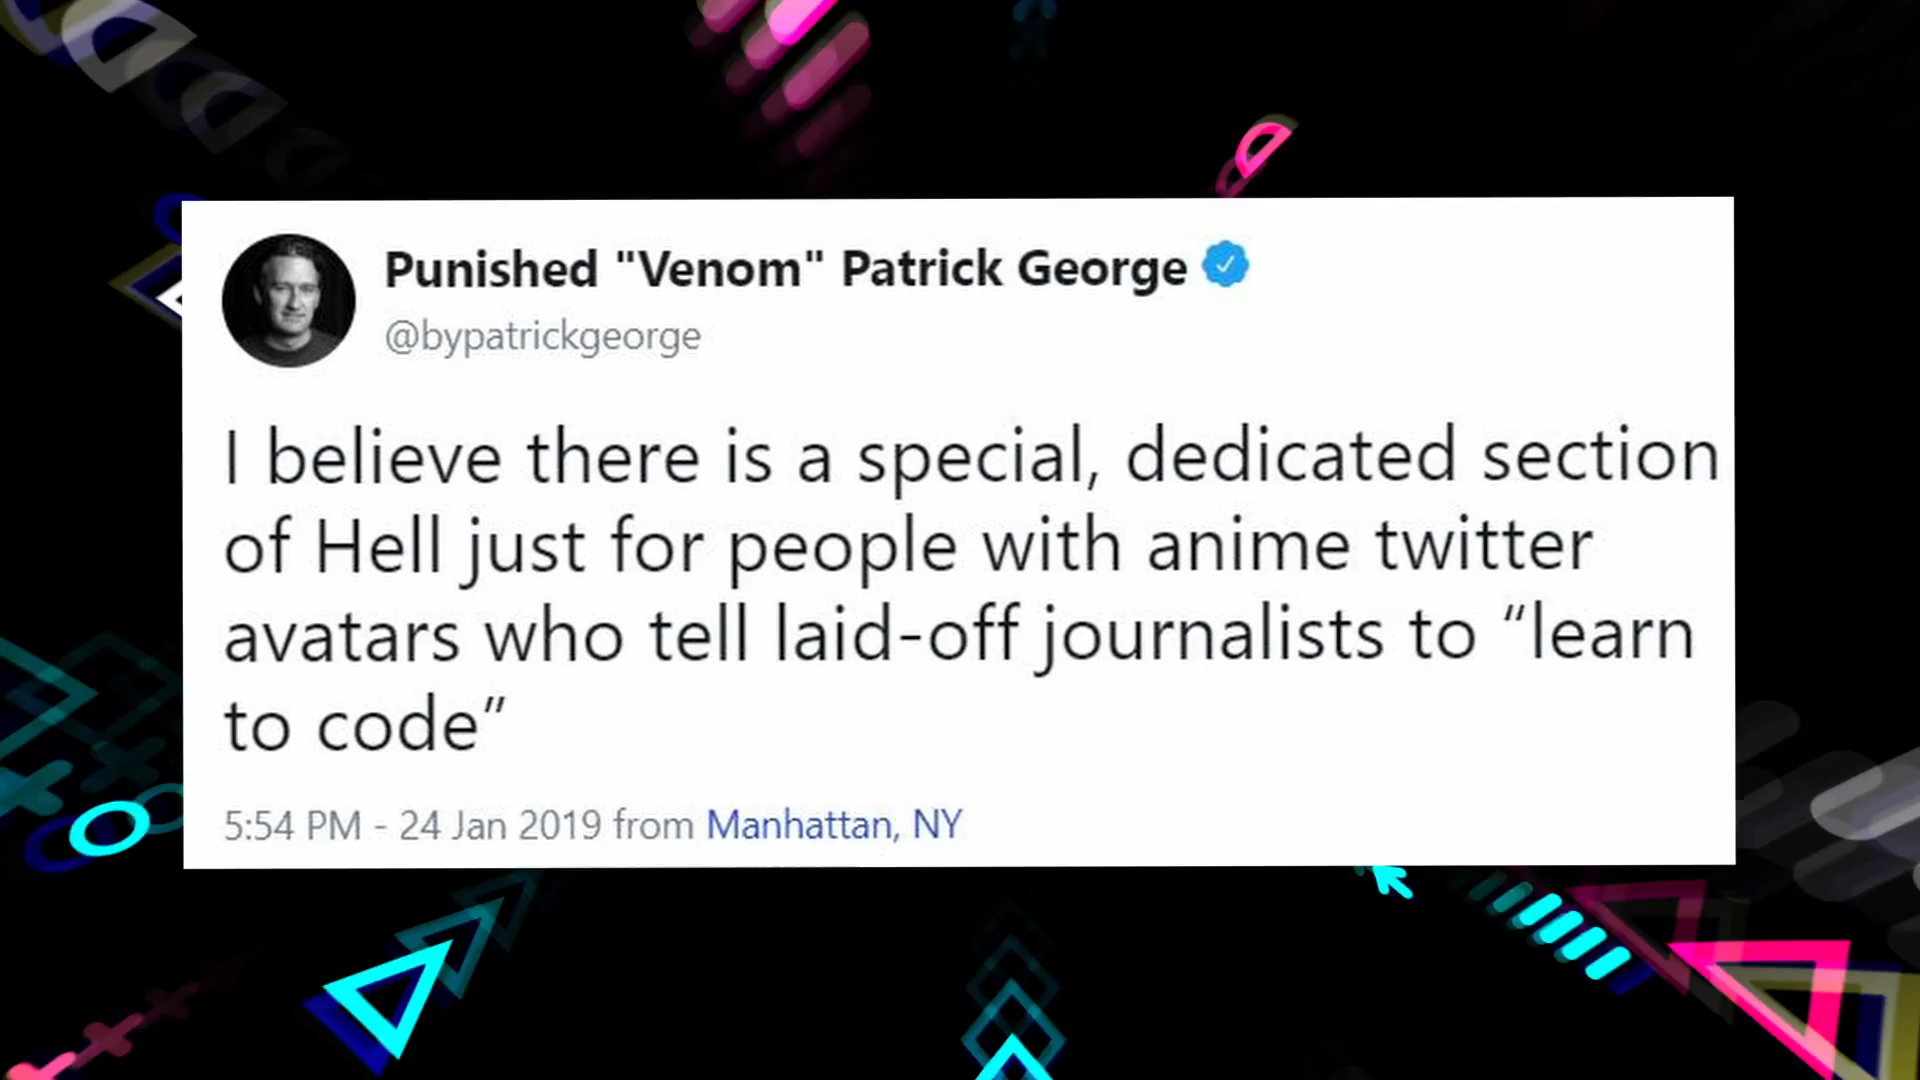 Punished "Venom" Patrick George
@bypatrickgeorge
I believe there is a special, dedicated section
of Hell just for people with anime twitter
avatars who tell laid-off journalists to “learn
to code”
5:54 PM - 24 Jan 2019 from Manhattan, NY